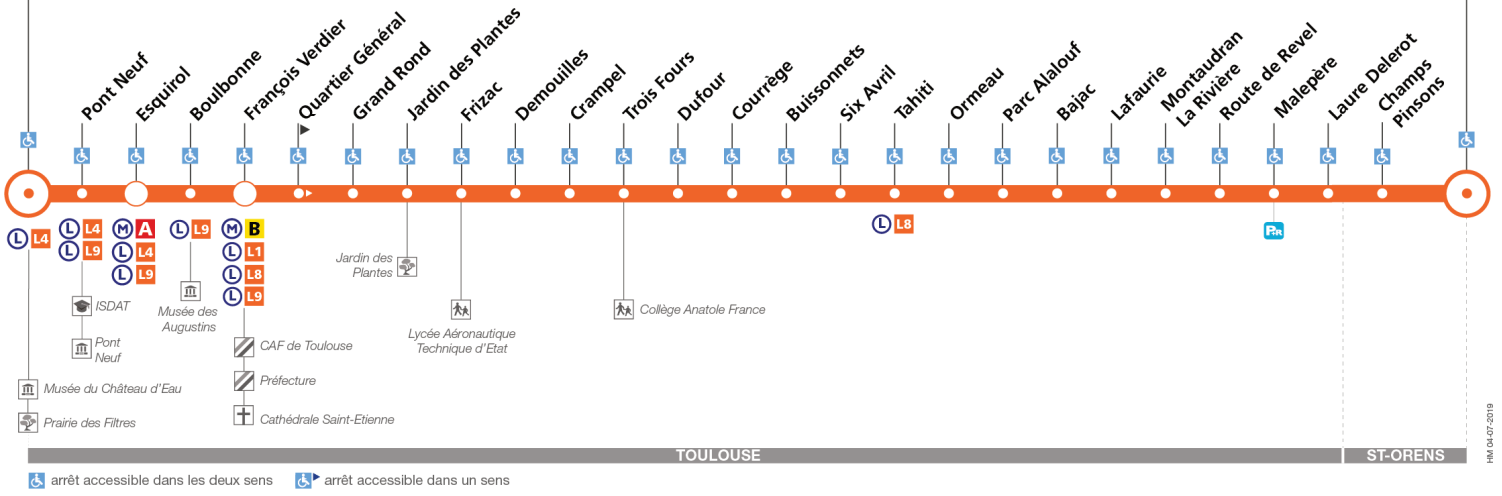 Pont Neuf
Esquirol
Boulbonne
François Verdier
Quartier Général
Grand Rond
Jardin des Plantes
Frizac
Demouilles
Crampel
Trois Fours
Dufour
Courrège
Buissonnets
Six Avril
Tahiti
Ormeau
Parc Alalouf
Bajac
Lafaurie
Montaudran
La Rivière
Route de Revel
Malepère
Laure Delerot
Champs
Pinsons
L L4
L L4
L L9
M A
L L4
L L9
L L9
M B
L L1
L L8
L L9
L L8
P+R
ISDAT
Pont
Neuf
Musée des
Augustins
Jardin des
Plantes
Lycée Aéronautique
Technique d'Etat
Collège Anatole France
CAF de Toulouse
Préfecture
Cathédrale Saint-Etienne
Musée du Château d'Eau
Prairie des Filtres
TOULOUSE
ST-ORENS
arrêt accessible dans les deux sens
arrêt accessible dans un sens
HM 04-07-2019